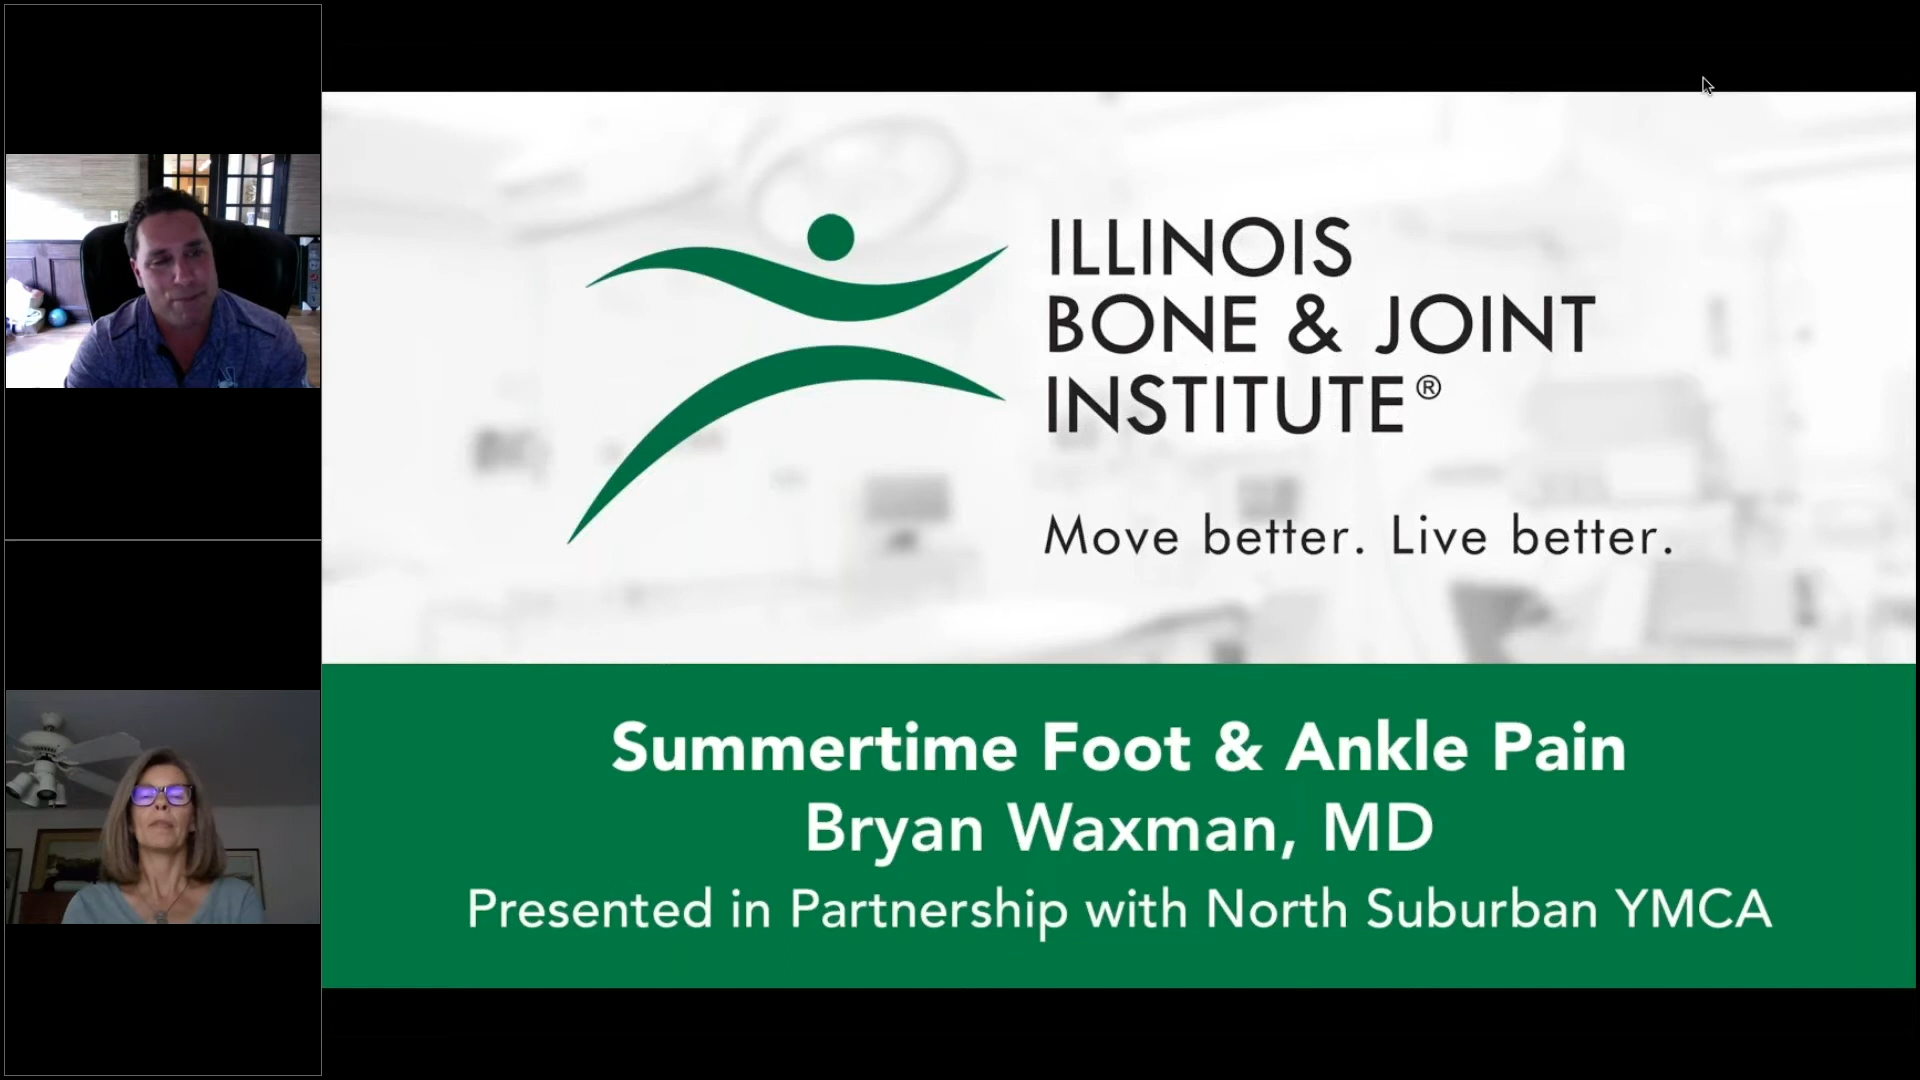 ILLINOIS
BONE & JOINT
INSTITUTE®
Move better. Live better.
Summertime Foot & Ankle Pain
Bryan Waxman, MD
Presented in Partnership with North Suburban YMCA